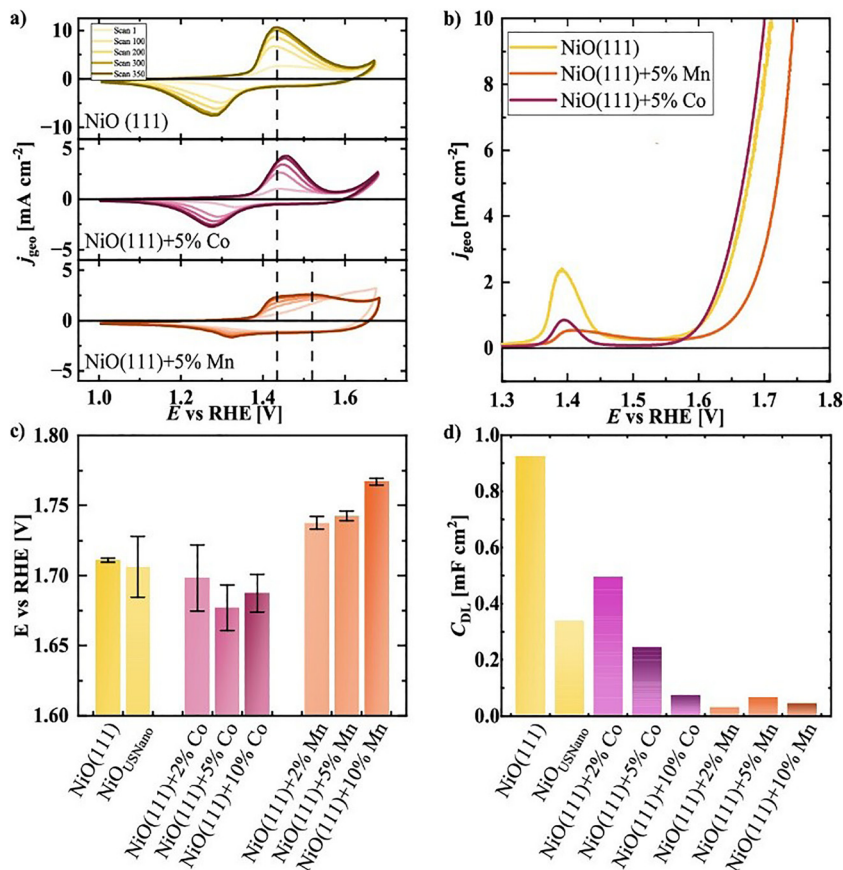 a)
10
0
−10
Scan 1
Scan 100
Scan 200
Scan 300
Scan 350
NiO (111)
5
0
−5
NiO(111)+5% Co
5.0
2.5
0
−5
NiO(111)+5% Mn
j_geo [mA cm⁻²]
1.0 1.2 1.4 1.6
E vs RHE [V]
b)
10
8
6
4
2
0
NiO(111)
NiO(111)+5% Mn
NiO(111)+5% Co
j_geo [mA cm⁻²]
1.3 1.4 1.5 1.6 1.7 1.8
E vs RHE [V]
c)
1.80
1.75
1.70
1.65
1.60
E vs RHE [V]
NiO(111)
NiO_USNano
NiO(111)+2% Co
NiO(111)+5% Co
NiO(111)+10% Co
NiO(111)+2% Mn
NiO(111)+5% Mn
NiO(111)+10% Mn
d)
1.0
0.8
0.6
0.4
0.2
0.0
C_DL [mF cm²]
NiO(111)
NiO_USNano
NiO(111)+2% Co
NiO(111)+5% Co
NiO(111)+10% Co
NiO(111)+2% Mn
NiO(111)+5% Mn
NiO(111)+10% Mn